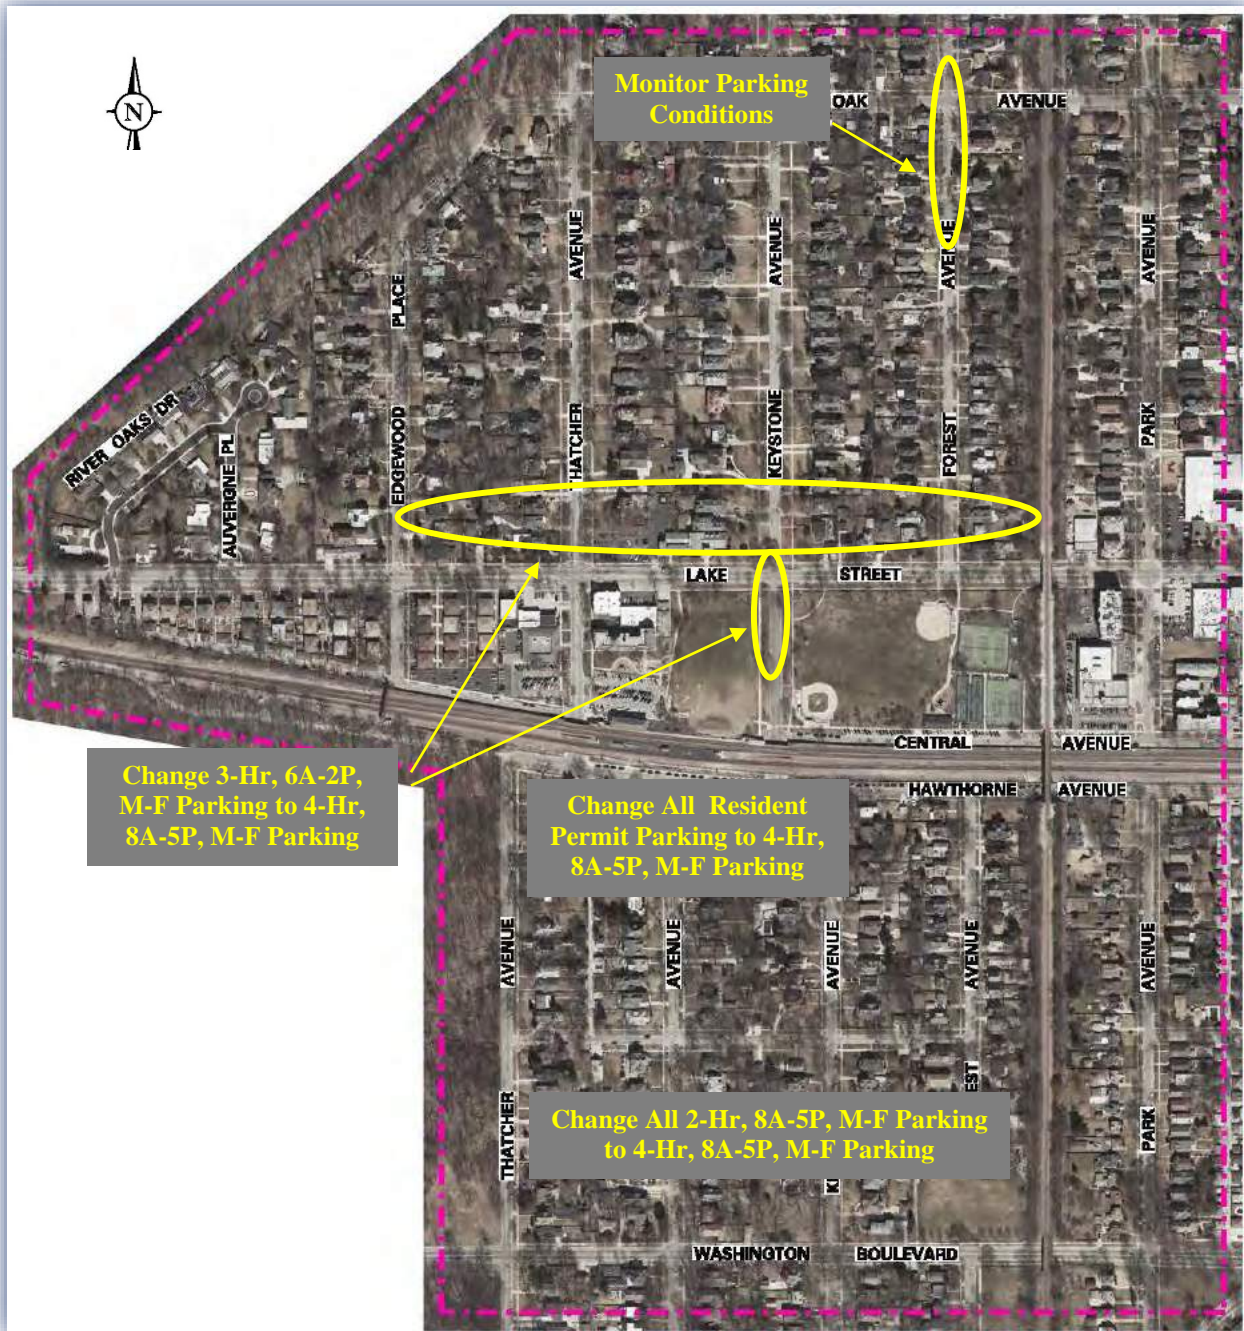 Monitor Parking
Conditions
N
OAK AVENUE
AVENUE
AVENUE
AVENUE
AVENUE
PLACE
RIVER OAKS DR
AUVERGNE PL
EDGEWOOD
THATCHER
KEYSTONE
FOREST
PARK
LAKE STREET
CENTRAL AVENUE
HAWTHORNE AVENUE
Change 3-Hr, 6A-2P,
M-F Parking to 4-Hr,
8A-5P, M-F Parking
Change All Resident
Permit Parking to 4-Hr,
8A-5P, M-F Parking
AVENUE
AVENUE
AVENUE
AVENUE
AVENUE
THATCHER
EST
PARK
Change All 2-Hr, 8A-5P, M-F Parking
to 4-Hr, 8A-5P, M-F Parking
K
WASHINGTON BOULEVARD